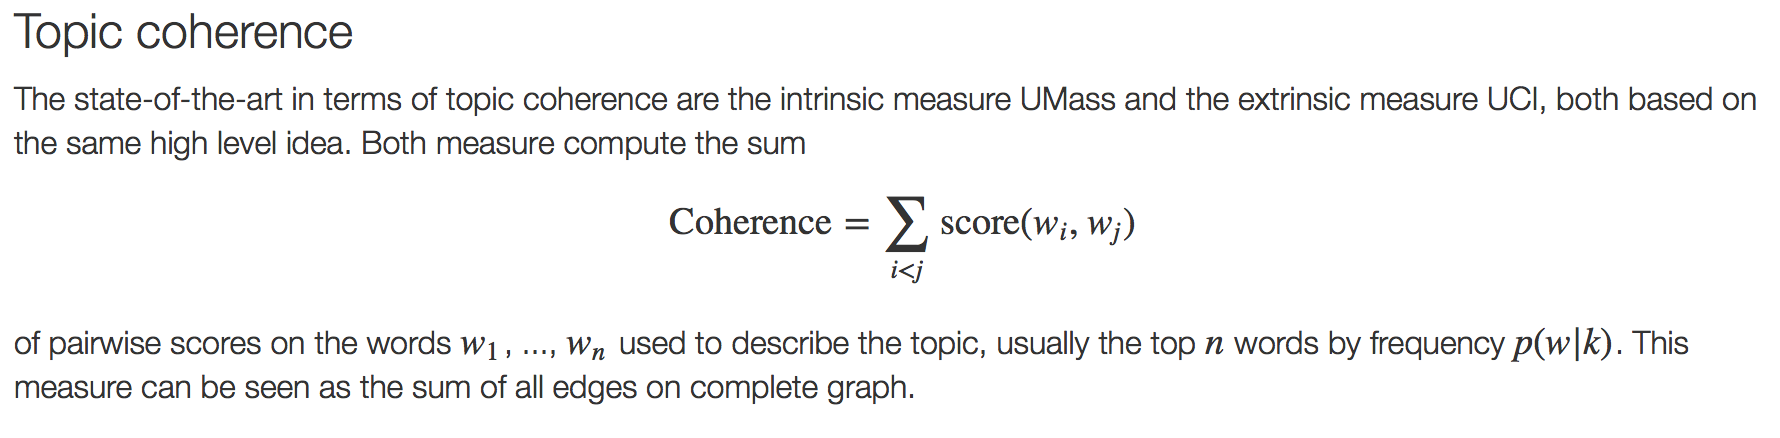 Topic coherence
The state-of-the-art in terms of topic coherence are the intrinsic measure UMass and the extrinsic measure UCI, both based on
the same high level idea. Both measure compute the sum
Coherence = ∑ score(wᵢ, wⱼ)
i<j
of pairwise scores on the words w₁, ..., wₙ used to describe the topic, usually the top n words by frequency p(w|k). This
measure can be seen as the sum of all edges on complete graph.